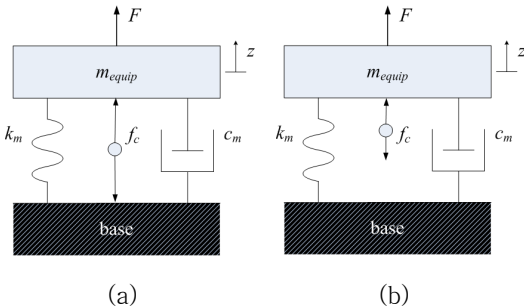 F
z
m_equip
k_m
f_c
c_m
base
(a)
F
z
m_equip
k_m
f_c
c_m
base
(b)